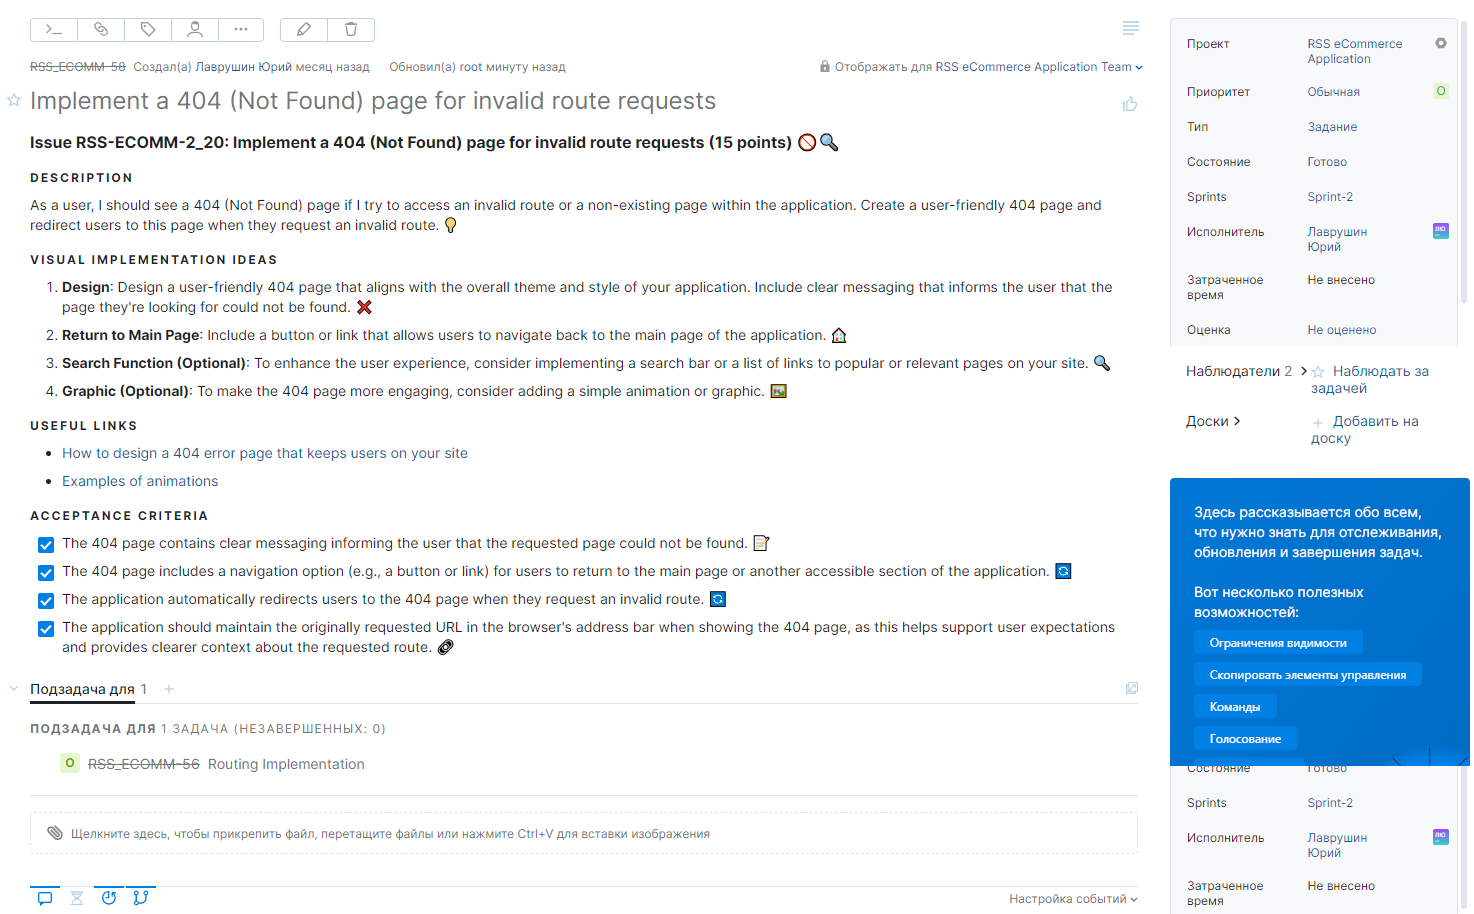 RSS_ECOMM-58 Создал(а) Лаврушин Юрий месяц назад Обновил(а) root минуту назад
Отображать для RSS eCommerce Application Team
Implement a 404 (Not Found) page for invalid route requests
Issue RSS-ECOMM-2_20: Implement a 404 (Not Found) page for invalid route requests (15 points)
DESCRIPTION
As a user, I should see a 404 (Not Found) page if I try to access an invalid route or a non-existing page within the application. Create a user-friendly 404 page and
redirect users to this page when they request an invalid route.
VISUAL IMPLEMENTATION IDEAS
1. Design: Design a user-friendly 404 page that aligns with the overall theme and style of your application. Include clear messaging that informs the user that the
page they're looking for could not be found.
2. Return to Main Page: Include a button or link that allows users to navigate back to the main page of the application.
3. Search Function (Optional): To enhance the user experience, consider implementing a search bar or a list of links to popular or relevant pages on your site.
4. Graphic (Optional): To make the 404 page more engaging, consider adding a simple animation or graphic.
USEFUL LINKS
How to design a 404 error page that keeps users on your site
Examples of animations
ACCEPTANCE CRITERIA
The 404 page contains clear messaging informing the user that the requested page could not be found.
The 404 page includes a navigation option (e.g., a button or link) for users to return to the main page or another accessible section of the application.
The application automatically redirects users to the 404 page when they request an invalid route.
The application should maintain the originally requested URL in the browser's address bar when showing the 404 page, as this helps support user expectations
and provides clearer context about the requested route.
Подзадача для 1
ПОДЗАДАЧА ДЛЯ 1 ЗАДАЧА (НЕЗАВЕРШЕННЫХ: 0)
O RSS_ECOMM-56 Routing Implementation
Щелкните здесь, чтобы прикрепить файл, перетащите файлы или нажмите Ctrl+V для вставки изображения
Настройка событий
Проект RSS eCommerce
Application
Приоритет Обычная O
Тип Задание
Состояние Готово
Sprints Sprint-2
Исполнитель Лаврушин ЛЮ
Юрий
Затраченное Не внесено
время
Оценка Не оценено
Наблюдатели 2 Наблюдать за
задачей
Доски Добавить на
доску
Здесь рассказывается обо всем,
что нужно знать для отслеживания,
обновления и завершения задач.
Вот несколько полезных
возможностей:
Ограничения видимости
Скопировать элементы управления
Команды
Голосование
Состояние Готово
Sprints Sprint-2
Исполнитель Лаврушин ЛЮ
Юрий
Затраченное Не внесено
время